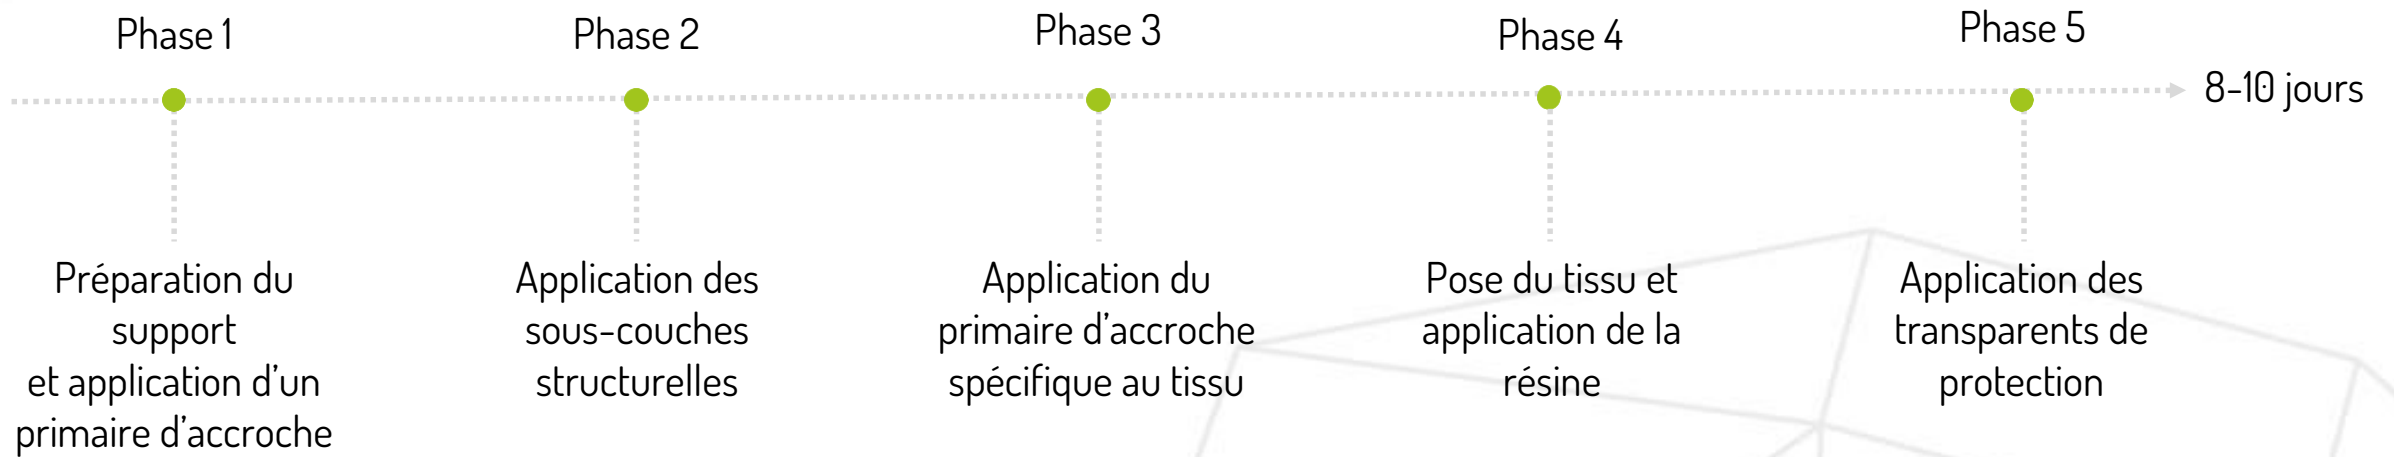 Phase 1
Phase 2
Phase 3
Phase 4
Phase 5
8-10 jours
Préparation du
support
et application d’un
primaire d’accroche
Application des
sous-couches
structurelles
Application du
primaire d’accroche
spécifique au tissu
Pose du tissu et
application de la
résine
Application des
transparents de
protection